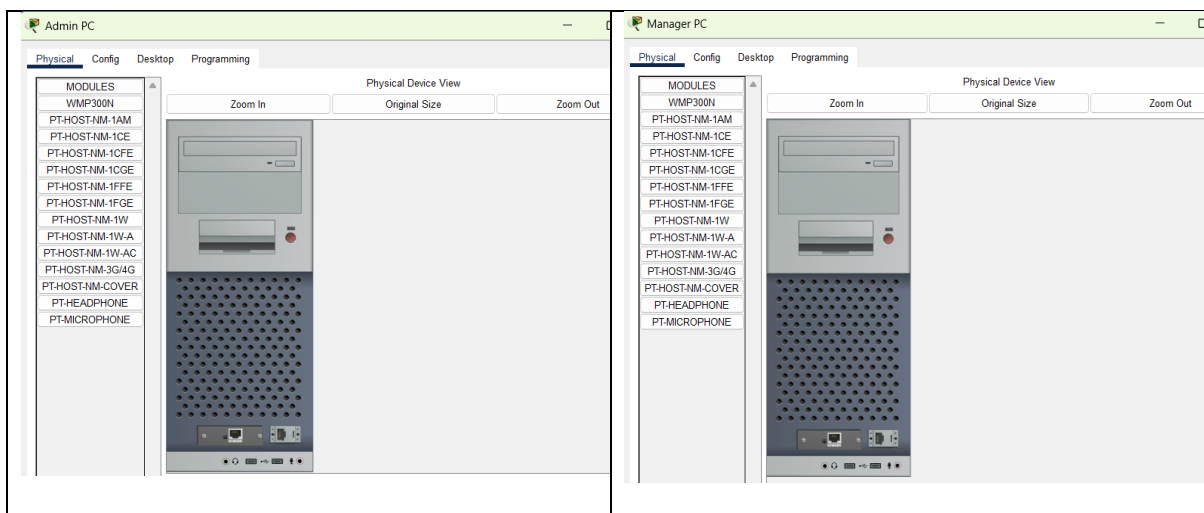 Admin PC
Physical Config Desktop Programming
MODULES
WMP300N
PT-HOST-NM-1AM
PT-HOST-NM-1CE
PT-HOST-NM-1CFE
PT-HOST-NM-1CGE
PT-HOST-NM-1FFE
PT-HOST-NM-1FGE
PT-HOST-NM-1W
PT-HOST-NM-1W-A
PT-HOST-NM-1W-AC
PT-HOST-NM-3G/4G
PT-HOST-NM-COVER
PT-HEADPHONE
PT-MICROPHONE
Physical Device View
Zoom In Original Size Zoom Out
Manager PC
Physical Config Desktop Programming
MODULES
WMP300N
PT-HOST-NM-1AM
PT-HOST-NM-1CE
PT-HOST-NM-1CFE
PT-HOST-NM-1CGE
PT-HOST-NM-1FFE
PT-HOST-NM-1FGE
PT-HOST-NM-1W
PT-HOST-NM-1W-A
PT-HOST-NM-1W-AC
PT-HOST-NM-3G/4G
PT-HOST-NM-COVER
PT-HEADPHONE
PT-MICROPHONE
Physical Device View
Zoom In Original Size Zoom Out